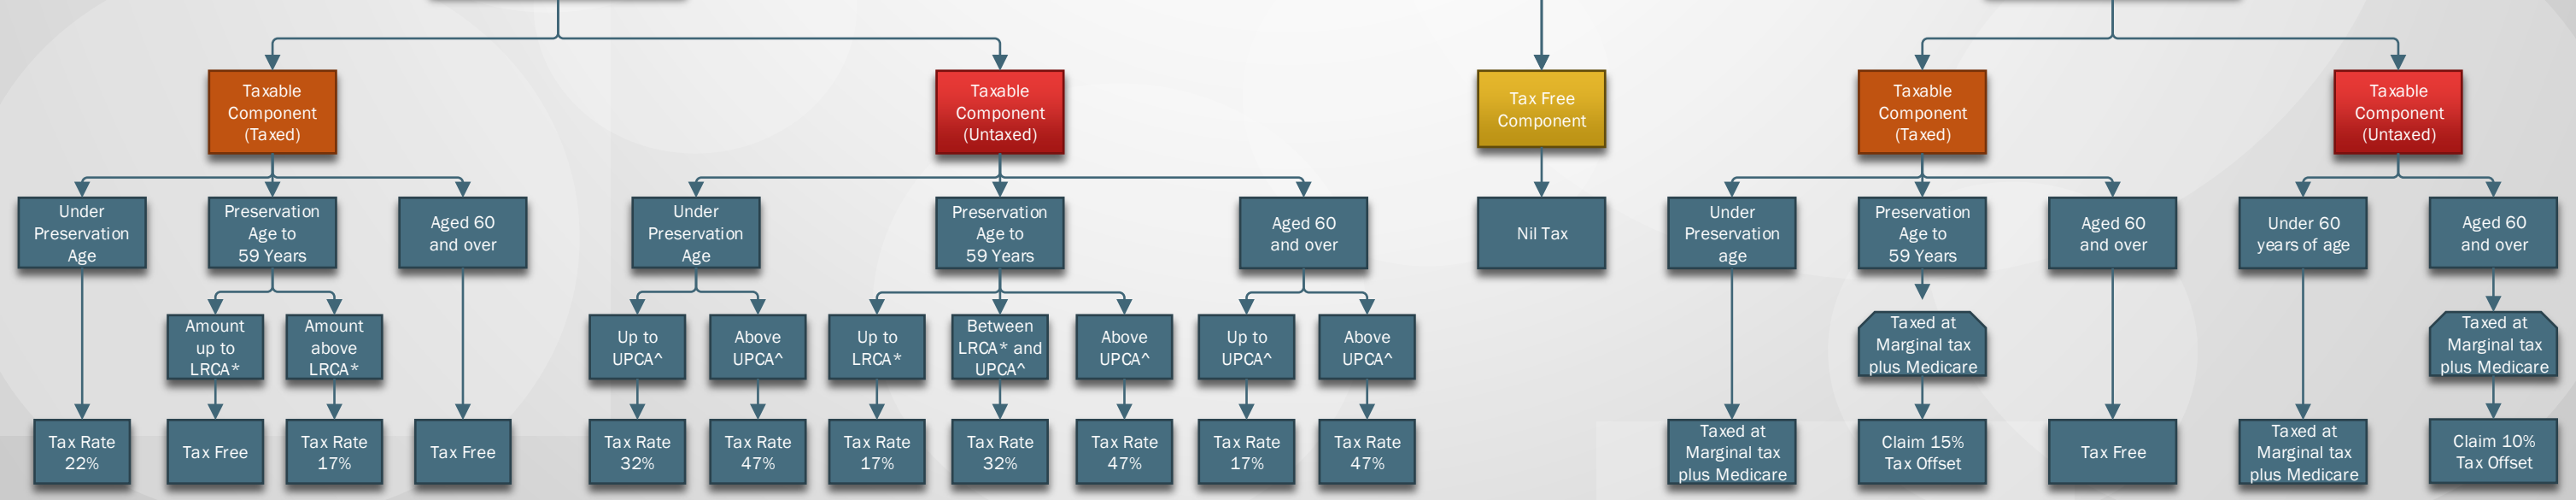 Taxable
Component
(Taxed)
Taxable
Component
(Untaxed)
Tax Free
Component
Taxable
Component
(Taxed)
Taxable
Component
(Untaxed)
Under
Preservation
Age
Preservation
Age to
59 Years
Aged 60
and over
Under
Preservation
Age
Preservation
Age to
59 Years
Aged 60
and over
Nil Tax
Under
Preservation
age
Preservation
Age to
59 Years
Aged 60
and over
Under 60
years of age
Aged 60
and over
Amount
up to
LRCA*
Amount
above
LRCA*
Up to
UPCA^
Above
UPCA^
Up to
LRCA*
Between
LRCA* and
UPCA^
Above
UPCA^
Up to
UPCA^
Above
UPCA^
Taxed at
Marginal tax
plus Medicare
Taxed at
Marginal tax
plus Medicare
Tax Rate
22%
Tax Free
Tax Rate
17%
Tax Free
Tax Rate
32%
Tax Rate
47%
Tax Rate
17%
Tax Rate
32%
Tax Rate
47%
Tax Rate
17%
Tax Rate
47%
Taxed at
Marginal tax
plus Medicare
Claim 15%
Tax Offset
Tax Free
Taxed at
Marginal tax
plus Medicare
Claim 10%
Tax Offset